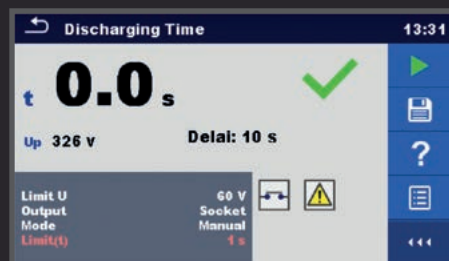 Discharging Time
13:31
t 0.0 s
Up 326 V
Delai: 10 s
Limit U 60 V
Output Socket
Mode Manual
Limit(t) 1 s
?